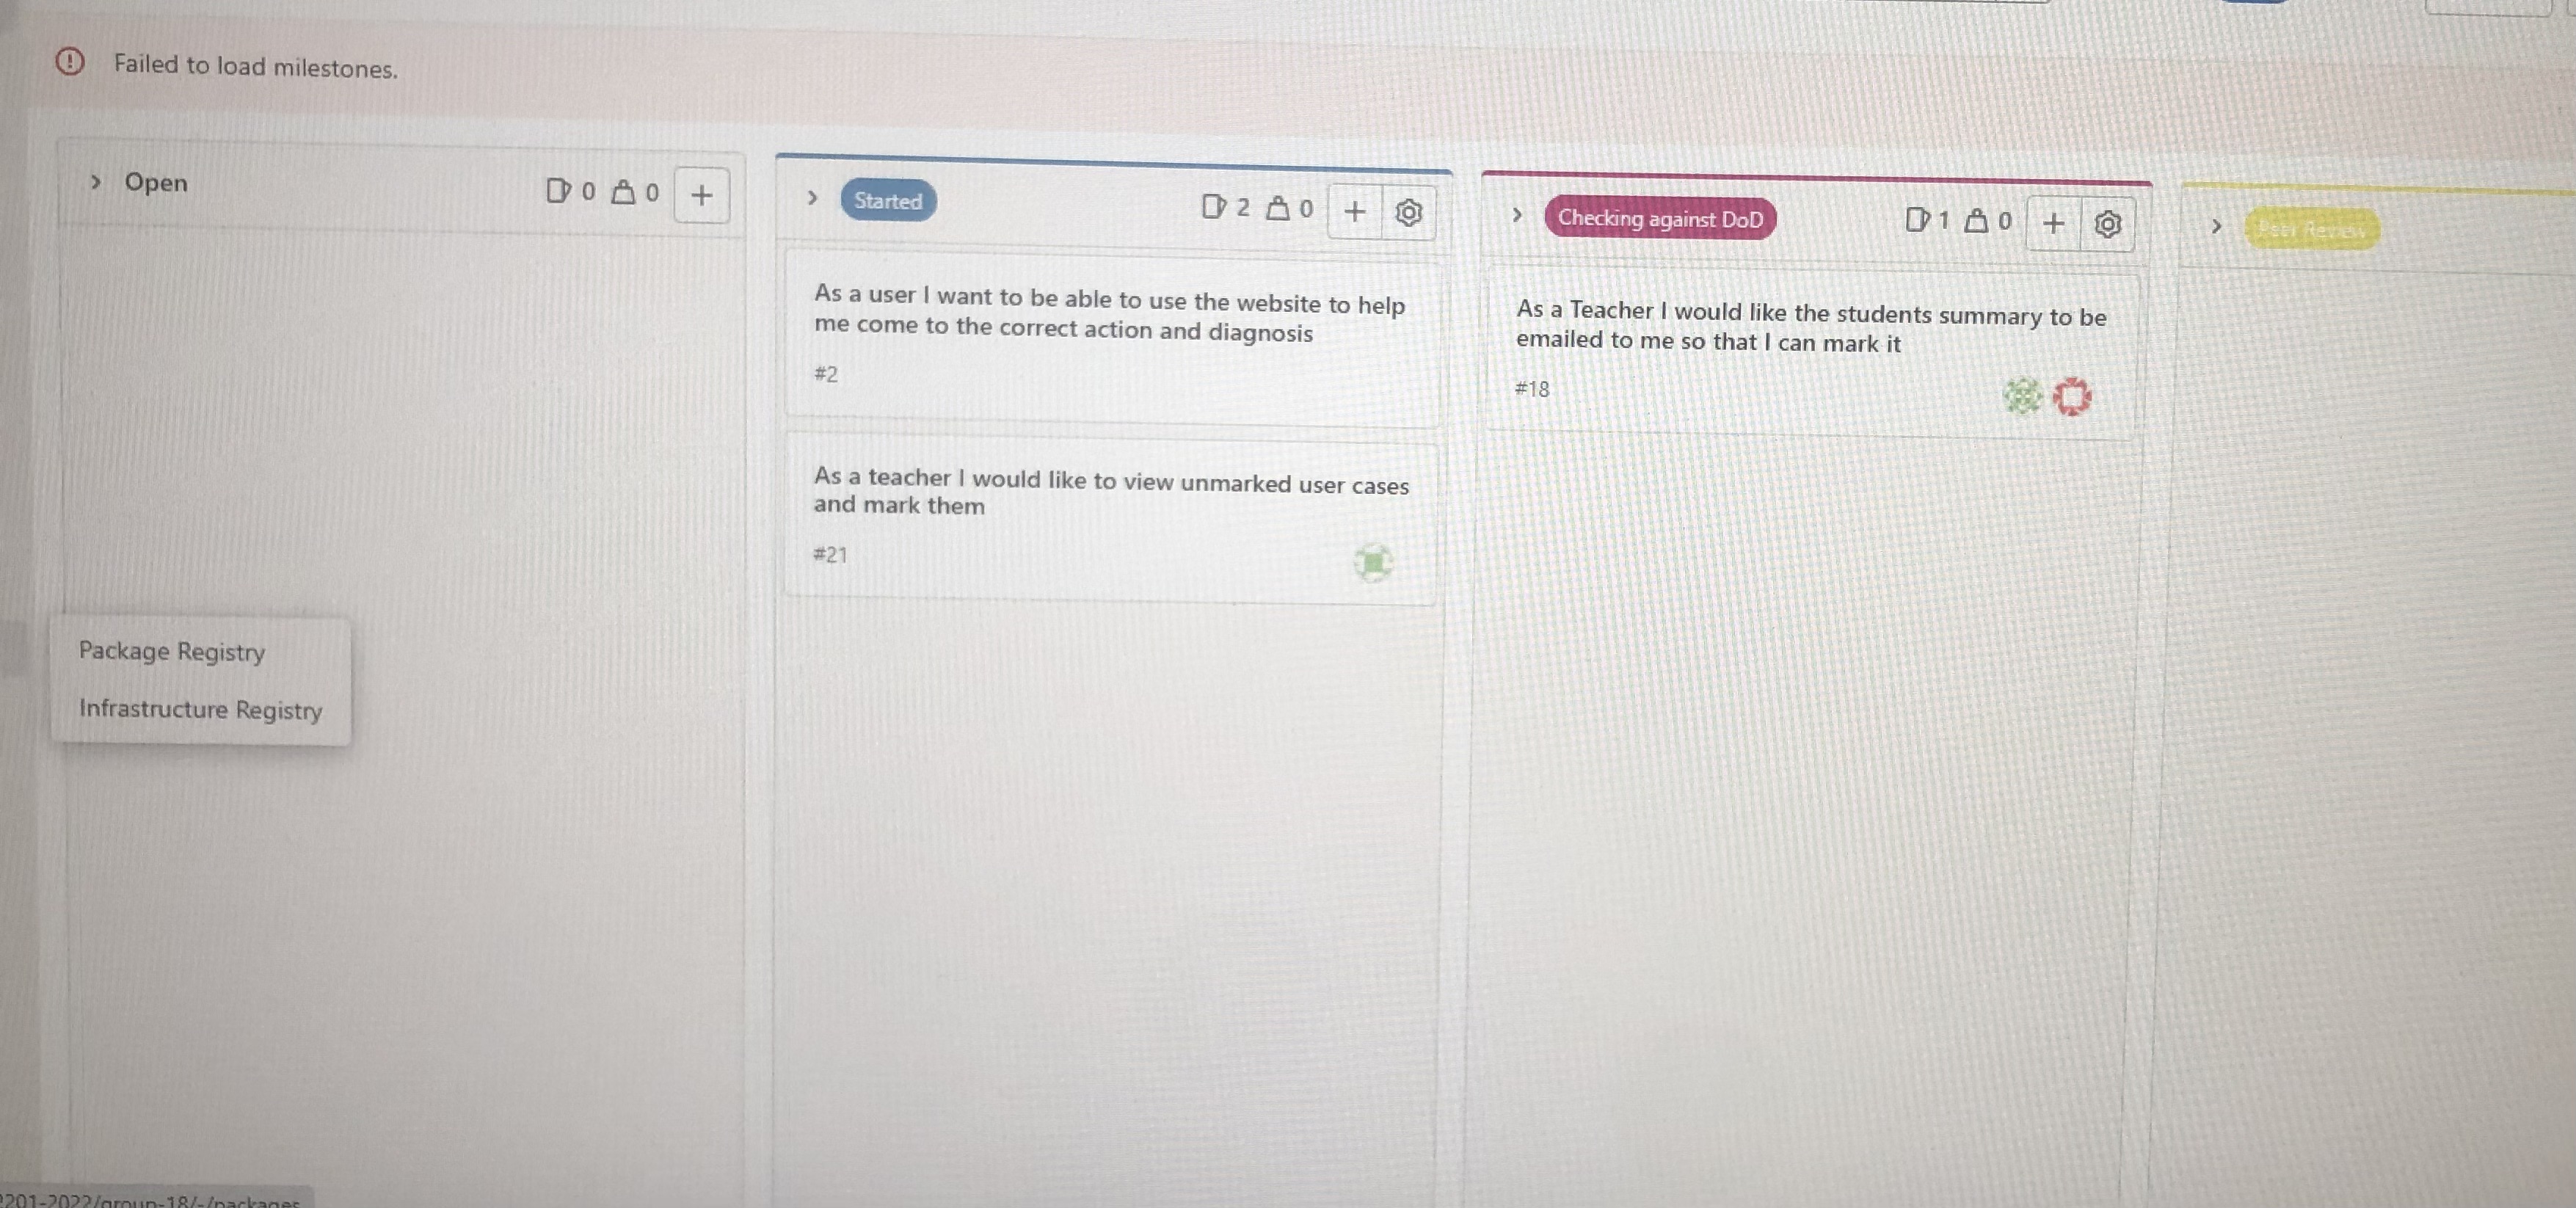 Failed to load milestones.
Open
0 0 +
Started
2 0 +
Checking against DoD
1 0 +
Peer Review
As a user I want to be able to use the website to help
me come to the correct action and diagnosis
#2
As a teacher I would like to view unmarked user cases
and mark them
#21
As a Teacher I would like the students summary to be
emailed to me so that I can mark it
#18
Package Registry
Infrastructure Registry
201-2022/group-18/-/packages